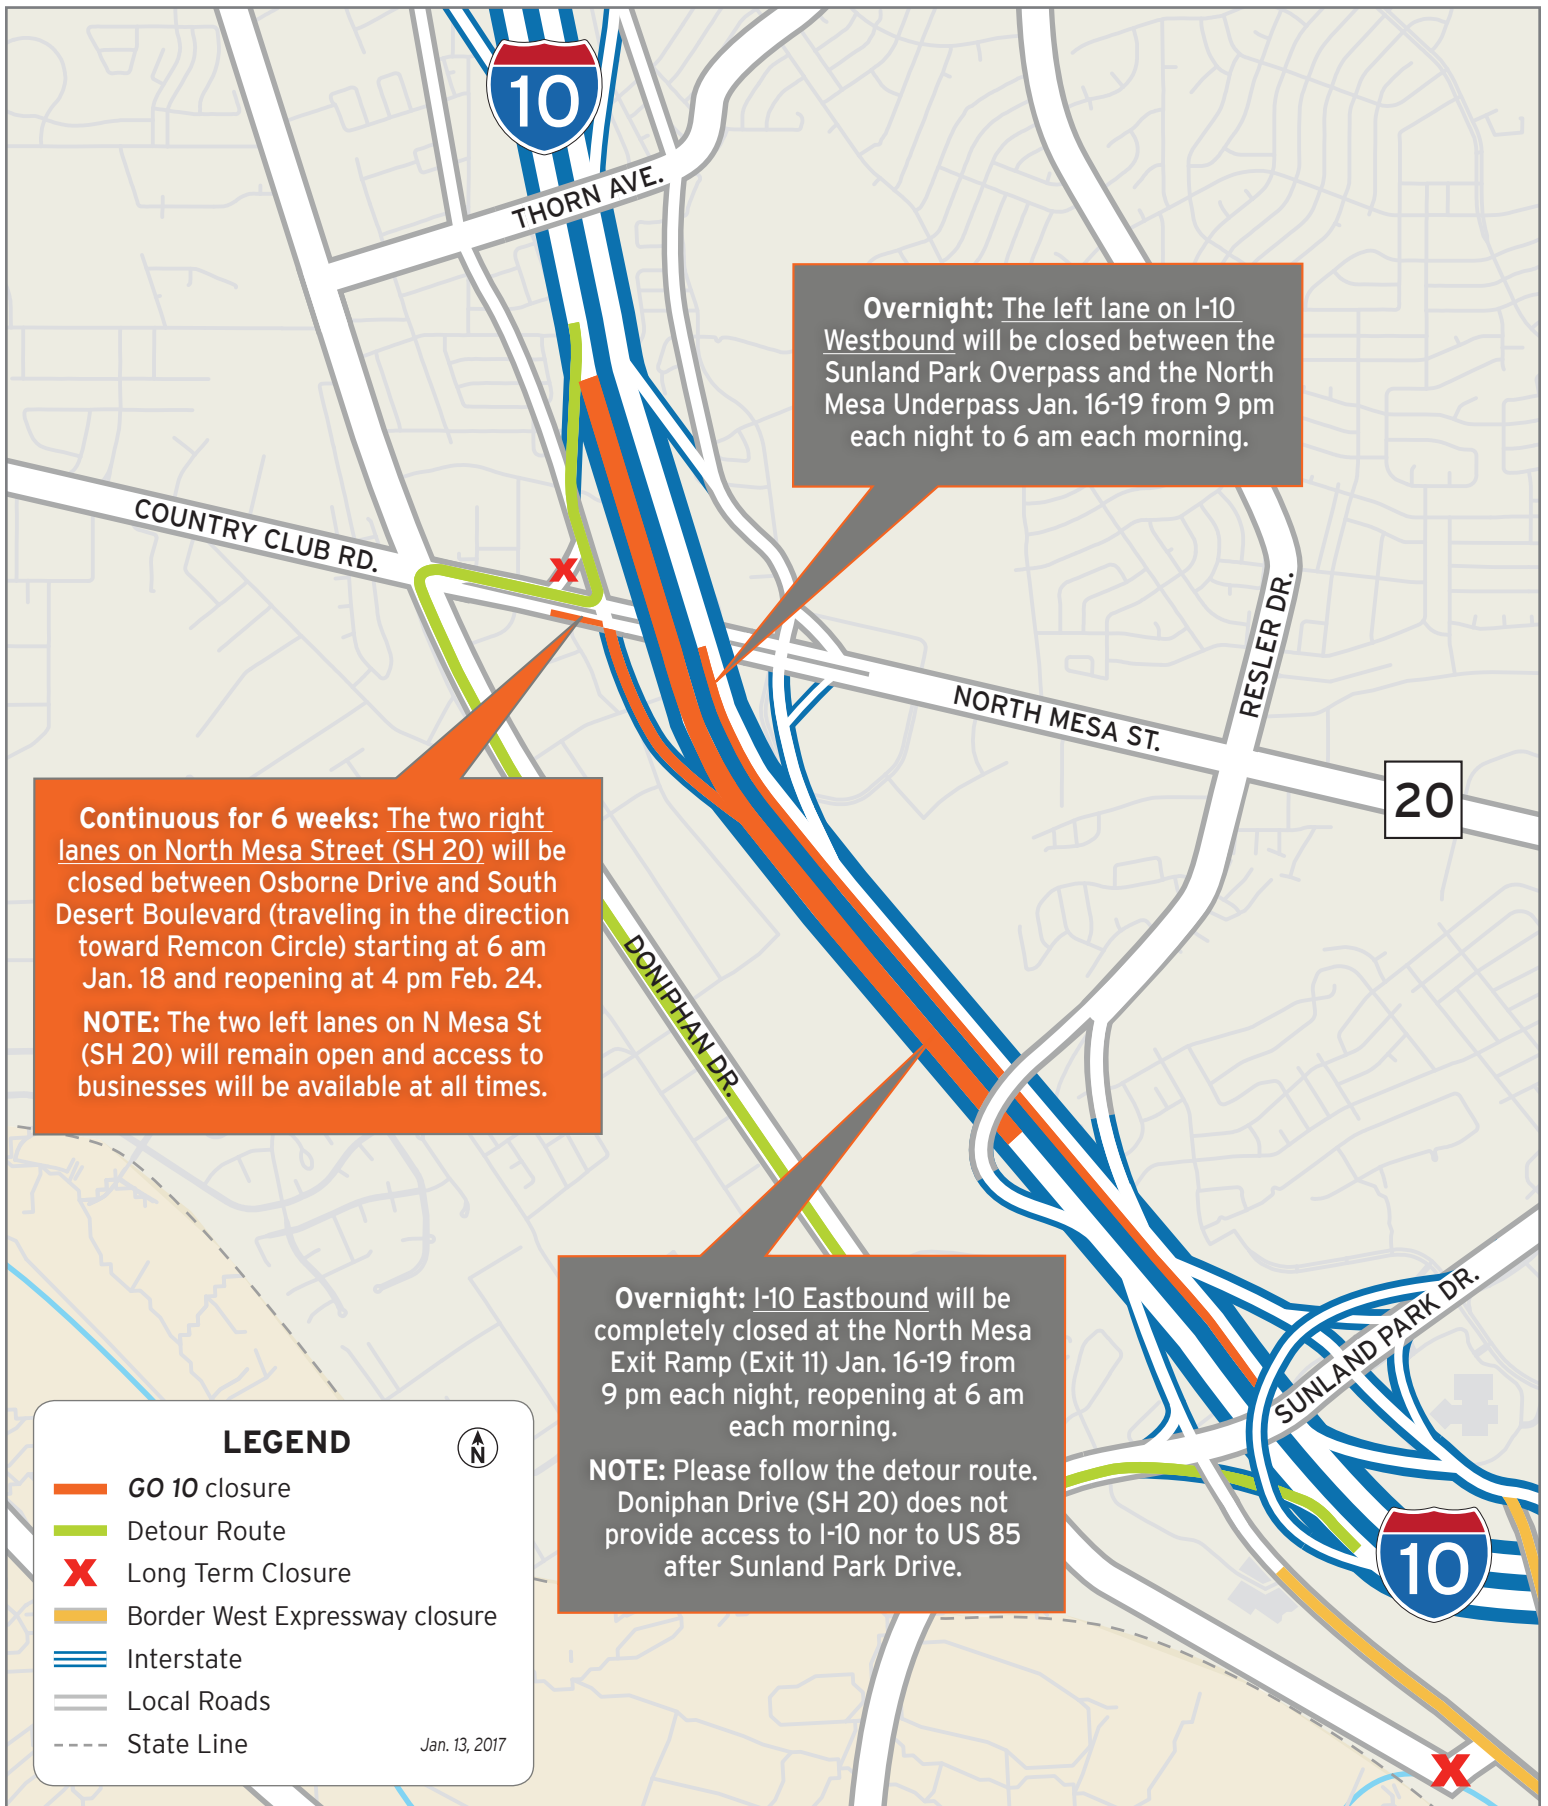 10
THORN AVE.
Overnight: The left lane on I-10
Westbound will be closed between the
Sunland Park Overpass and the North
Mesa Underpass Jan. 16-19 from 9 pm
each night to 6 am each morning.
COUNTRY CLUB RD.
X
RESLER DR.
NORTH MESA ST.
20
Continuous for 6 weeks: The two right
lanes on North Mesa Street (SH 20) will be
closed between Osborne Drive and South
Desert Boulevard (traveling in the direction
toward Remcon Circle) starting at 6 am
Jan. 18 and reopening at 4 pm Feb. 24.
NOTE: The two left lanes on N Mesa St
(SH 20) will remain open and access to
businesses will be available at all times.
DONIPHAN DR.
Overnight: I-10 Eastbound will be
completely closed at the North Mesa
Exit Ramp (Exit 11) Jan. 16-19 from
9 pm each night, reopening at 6 am
each morning.
NOTE: Please follow the detour route.
Doniphan Drive (SH 20) does not
provide access to I-10 nor to US 85
after Sunland Park Drive.
SUNLAND PARK DR.
10
LEGEND
N
GO 10 closure
Detour Route
X Long Term Closure
Border West Expressway closure
Interstate
Local Roads
State Line
Jan. 13, 2017
X